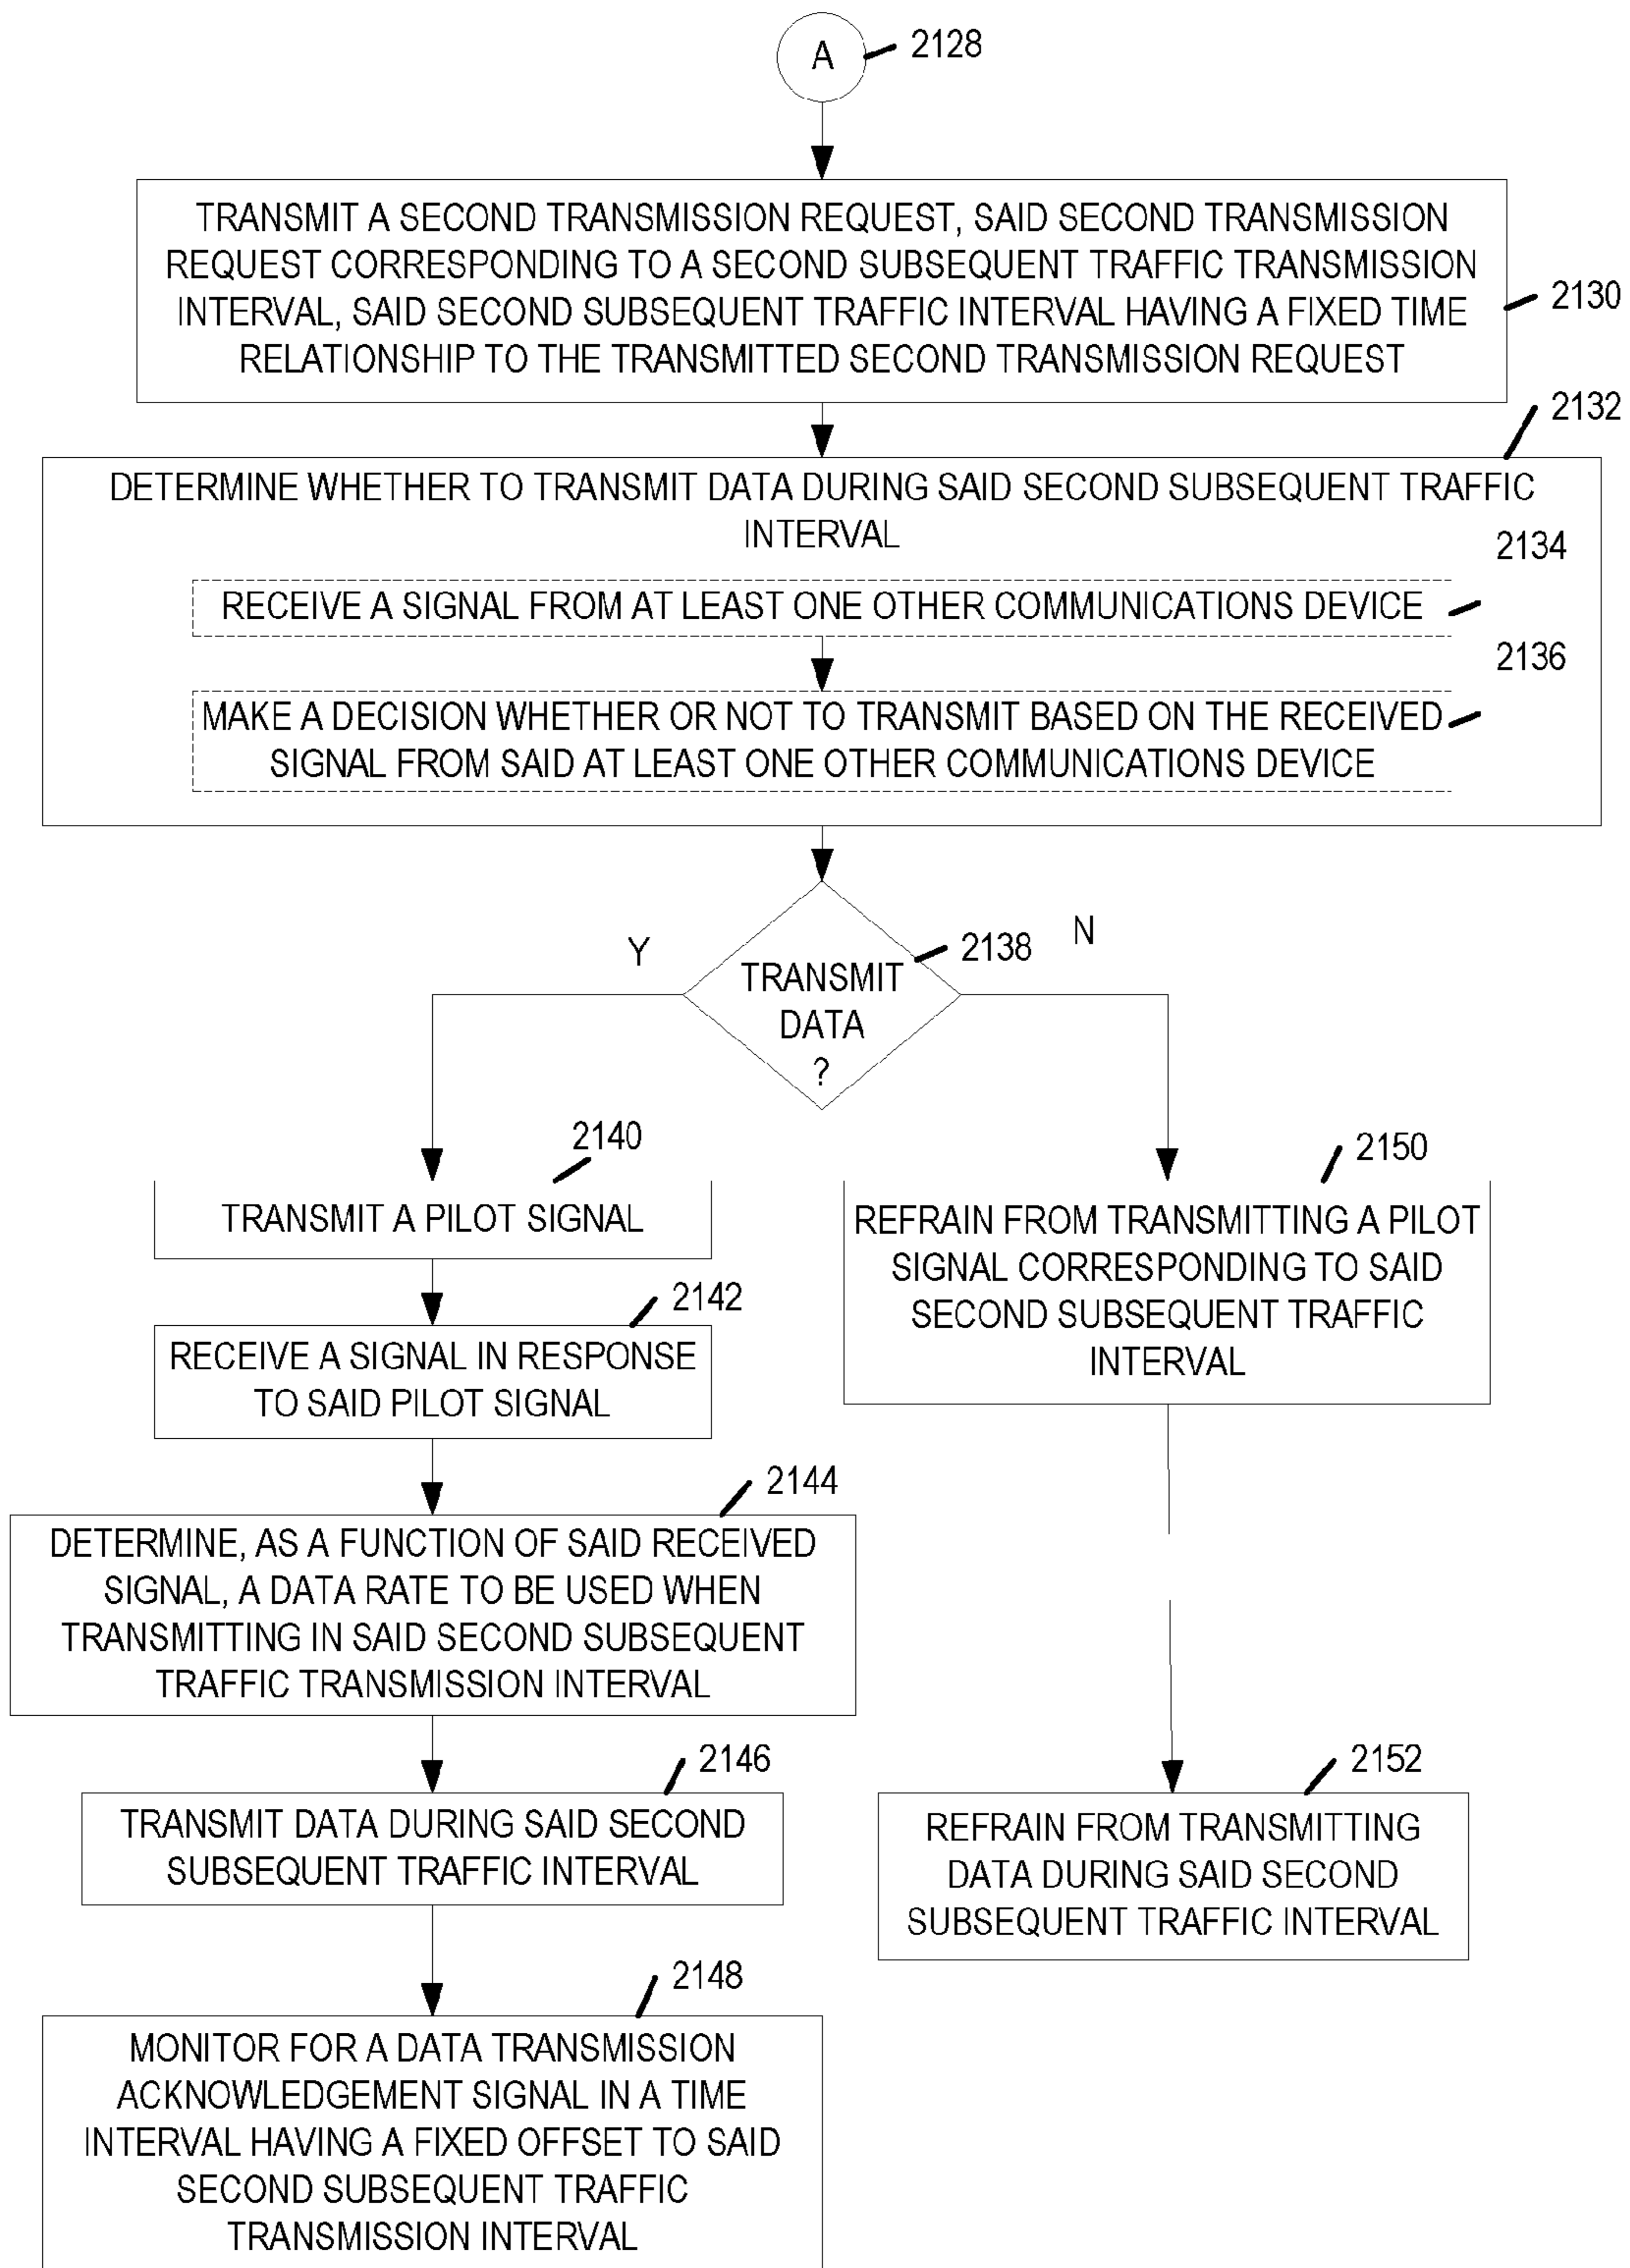 A
2128
TRANSMIT A SECOND TRANSMISSION REQUEST, SAID SECOND TRANSMISSION
REQUEST CORRESPONDING TO A SECOND SUBSEQUENT TRAFFIC TRANSMISSION
INTERVAL, SAID SECOND SUBSEQUENT TRAFFIC INTERVAL HAVING A FIXED TIME
RELATIONSHIP TO THE TRANSMITTED SECOND TRANSMISSION REQUEST
2130
2132
DETERMINE WHETHER TO TRANSMIT DATA DURING SAID SECOND SUBSEQUENT TRAFFIC
INTERVAL
2134
RECEIVE A SIGNAL FROM AT LEAST ONE OTHER COMMUNICATIONS DEVICE
2136
MAKE A DECISION WHETHER OR NOT TO TRANSMIT BASED ON THE RECEIVED
SIGNAL FROM SAID AT LEAST ONE OTHER COMMUNICATIONS DEVICE
Y
2138
N
TRANSMIT
DATA
?
2140
TRANSMIT A PILOT SIGNAL
2142
RECEIVE A SIGNAL IN RESPONSE
TO SAID PILOT SIGNAL
2144
DETERMINE, AS A FUNCTION OF SAID RECEIVED
SIGNAL, A DATA RATE TO BE USED WHEN
TRANSMITTING IN SAID SECOND SUBSEQUENT
TRAFFIC TRANSMISSION INTERVAL
2146
TRANSMIT DATA DURING SAID SECOND
SUBSEQUENT TRAFFIC INTERVAL
2148
MONITOR FOR A DATA TRANSMISSION
ACKNOWLEDGEMENT SIGNAL IN A TIME
INTERVAL HAVING A FIXED OFFSET TO SAID
SECOND SUBSEQUENT TRAFFIC
TRANSMISSION INTERVAL
2150
REFRAIN FROM TRANSMITTING A PILOT
SIGNAL CORRESPONDING TO SAID
SECOND SUBSEQUENT TRAFFIC
INTERVAL
2152
REFRAIN FROM TRANSMITTING
DATA DURING SAID SECOND
SUBSEQUENT TRAFFIC INTERVAL